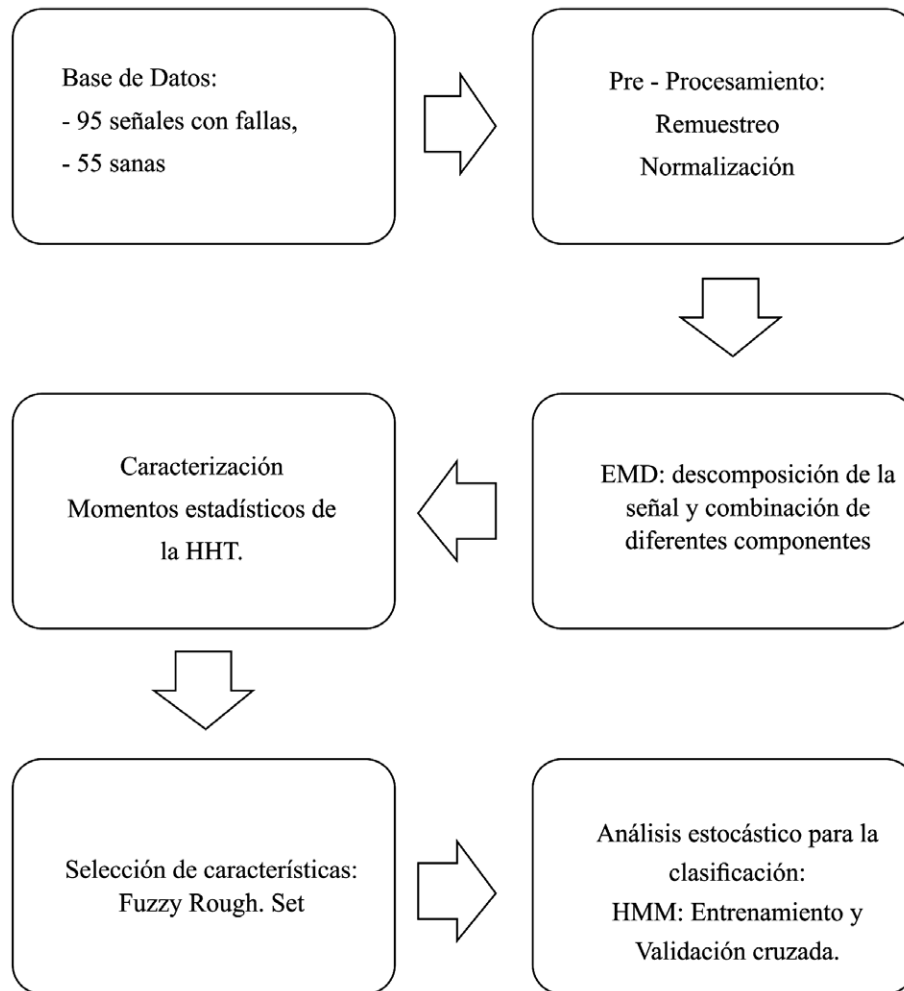 Base de Datos:
- 95 señales con fallas,
- 55 sanas
Pre - Procesamiento:
Remuestreo
Normalización
EMD: descomposición de la
señal y combinación de
diferentes componentes
Caracterización
Momentos estadísticos de
la HHT.
Selección de características:
Fuzzy Rough. Set
Análisis estocástico para la
clasificación:
HMM: Entrenamiento y
Validación cruzada.